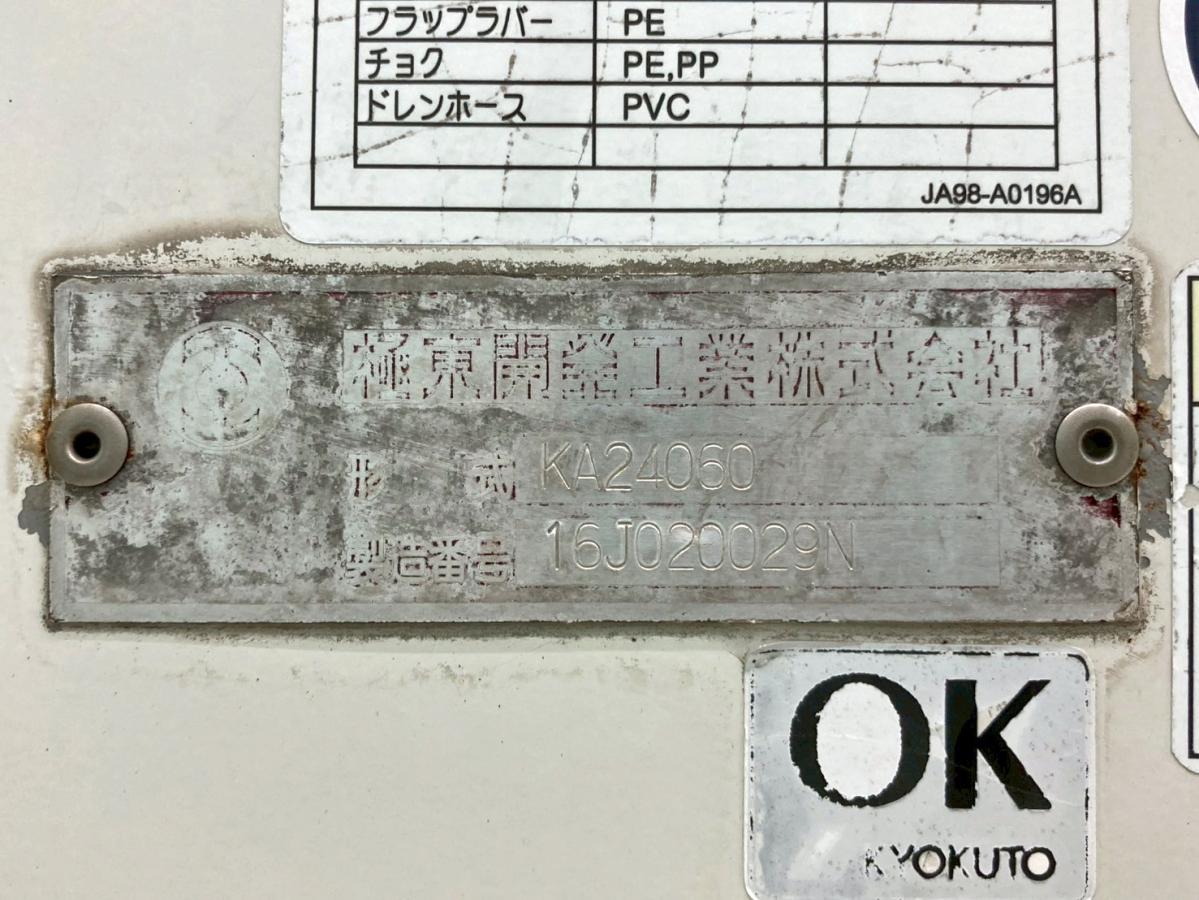 フラップラバー PE
チョク PE,PP
ドレンホース PVC
JA98-A0196A
極東開発工業株式会社
形 式 KA24060
製造番号 16J020029N
OK
KYOKUTO